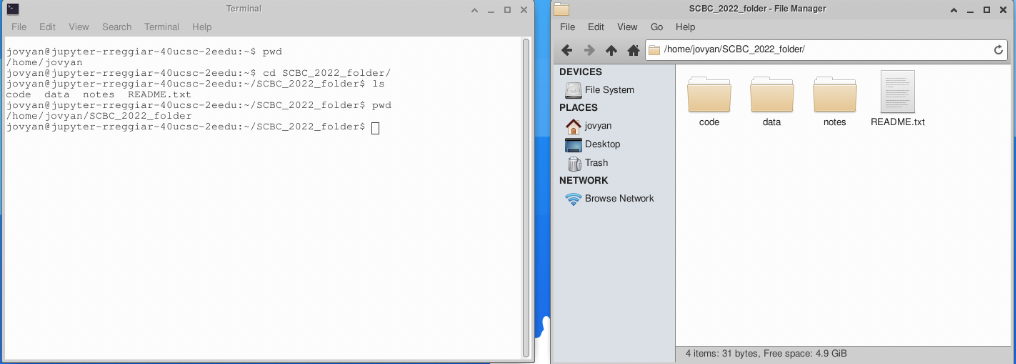 Terminal
File Edit View Search Terminal Help
jovyan@jupyter-rreggiar-40ucsc-2eedu:~$ pwd
/home/jovyan
jovyan@jupyter-rreggiar-40ucsc-2eedu:~$ cd SCBC_2022_folder/
jovyan@jupyter-rreggiar-40ucsc-2eedu:~/SCBC_2022_folder$ ls
code data notes README.txt
jovyan@jupyter-rreggiar-40ucsc-2eedu:~/SCBC_2022_folder$ pwd
/home/jovyan/SCBC_2022_folder
jovyan@jupyter-rreggiar-40ucsc-2eedu:~/SCBC_2022_folder$
SCBC_2022_folder - File Manager
File Edit View Go Help
/home/jovyan/SCBC_2022_folder/
DEVICES
File System
PLACES
jovyan
Desktop
Trash
NETWORK
Browse Network
code data notes README.txt
4 items: 31 bytes, Free space: 4.9 GiB